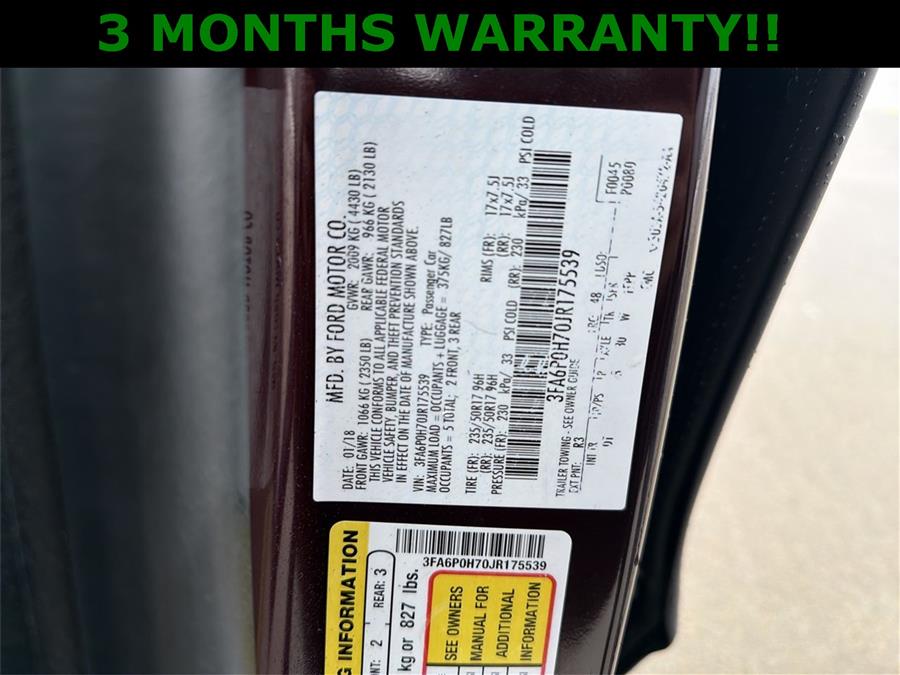 3 MONTHS WARRANTY!!
MFD. BY FORD MOTOR CO.
DATE: 01/18 GVWR: 2009 KG ( 4430 LB)
FRONT GAWR: 1066 KG ( 2350 LB) REAR GAWR: 966 KG ( 2130 LB)
THIS VEHICLE CONFORMS TO ALL APPLICABLE FEDERAL MOTOR
VEHICLE SAFETY, BUMPER, AND THEFT PREVENTION STANDARDS
IN EFFECT ON THE DATE OF MANUFACTURE SHOWN ABOVE.
VIN: 3FA6P0H70JR175539 TYPE: Passenger Car
MAXIMUM LOAD = OCCUPANTS + LUGGAGE = 375KG/ 827LB
OCCUPANTS = 5 TOTAL; 2 FRONT, 3 REAR
TIRE (FR): 235/50R17 96H RIMS (FR): 17x7.5J
(RR): 235/50R17 96H (RR): 17x7.5J
PRESSURE (FR): 230 kPa/ 33 PSI COLD (RR): 230 kPa/ 33 PSI COLD
3FA6P0H70JR175539
TRAILER TOWING - SEE OWNER GUIDE
EXT PNT: R3 48 F0045
P0080
3FA6P0H70JR175539
INFORMATION
2 REAR: 3
kg or 827 lbs.
SEE OWNERS
MANUAL FOR
ADDITIONAL
INFORMATION